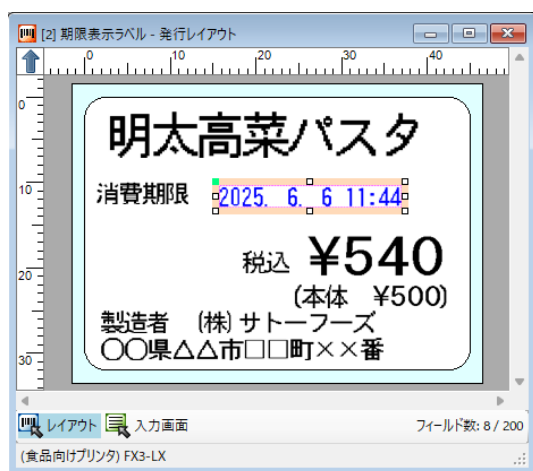 [2] 期限表示ラベル - 発行レイアウト
0 10 20 30 40
0
10
20
30
明太高菜パスタ
消費期限 2025. 6. 6 11:44
税込 ¥540
(本体 ¥500)
製造者 (株)サトーフーズ
〇〇県△△市□□町××番
レイアウト 入力画面 フィールド数: 8 / 200
(食品向けプリンタ) FX3-LX